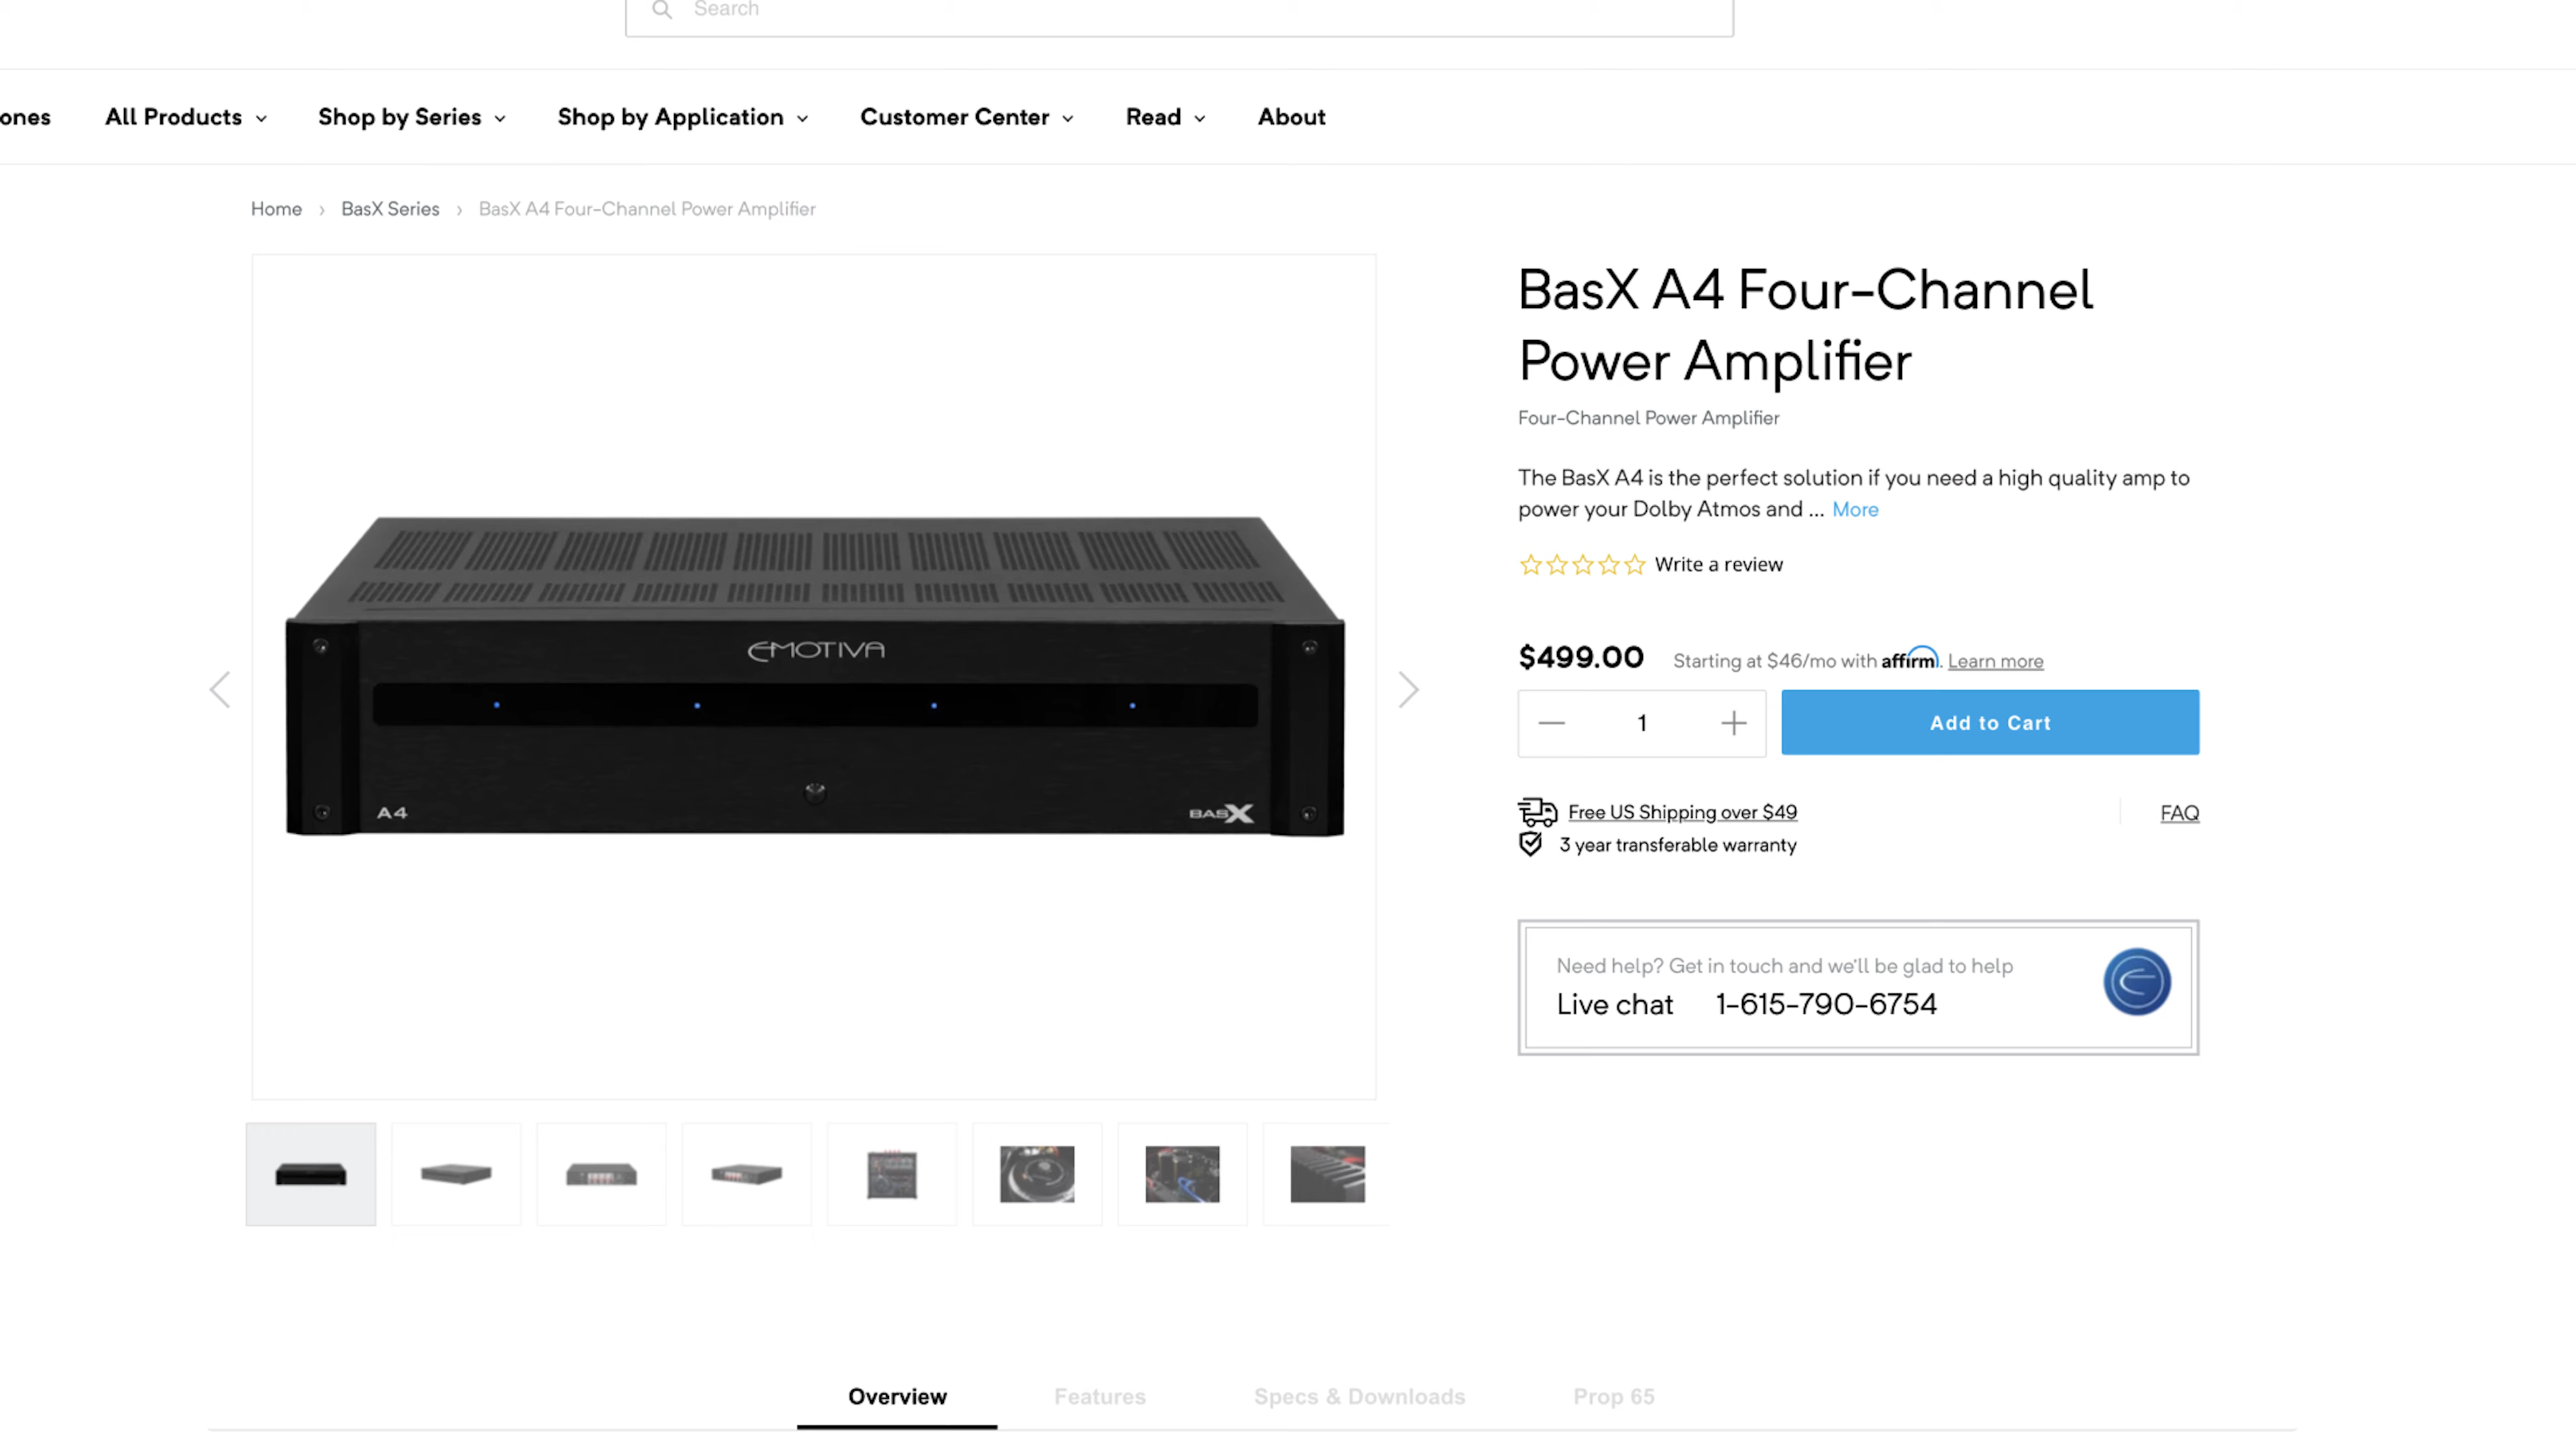 Search
ones All Products Shop by Series Shop by Application Customer Center Read About
Home › BasX Series › BasX A4 Four-Channel Power Amplifier
EMOTIVA
A4
BASX
BasX A4 Four-Channel
Power Amplifier
Four-Channel Power Amplifier
The BasX A4 is the perfect solution if you need a high quality amp to
power your Dolby Atmos and ... More
Write a review
$499.00 Starting at $46/mo with affirm. Learn more
1 Add to Cart
Free US Shipping over $49 FAQ
3 year transferable warranty
Need help? Get in touch and we'll be glad to help
Live chat 1-615-790-6754
Overview Features Specs & Downloads Prop 65